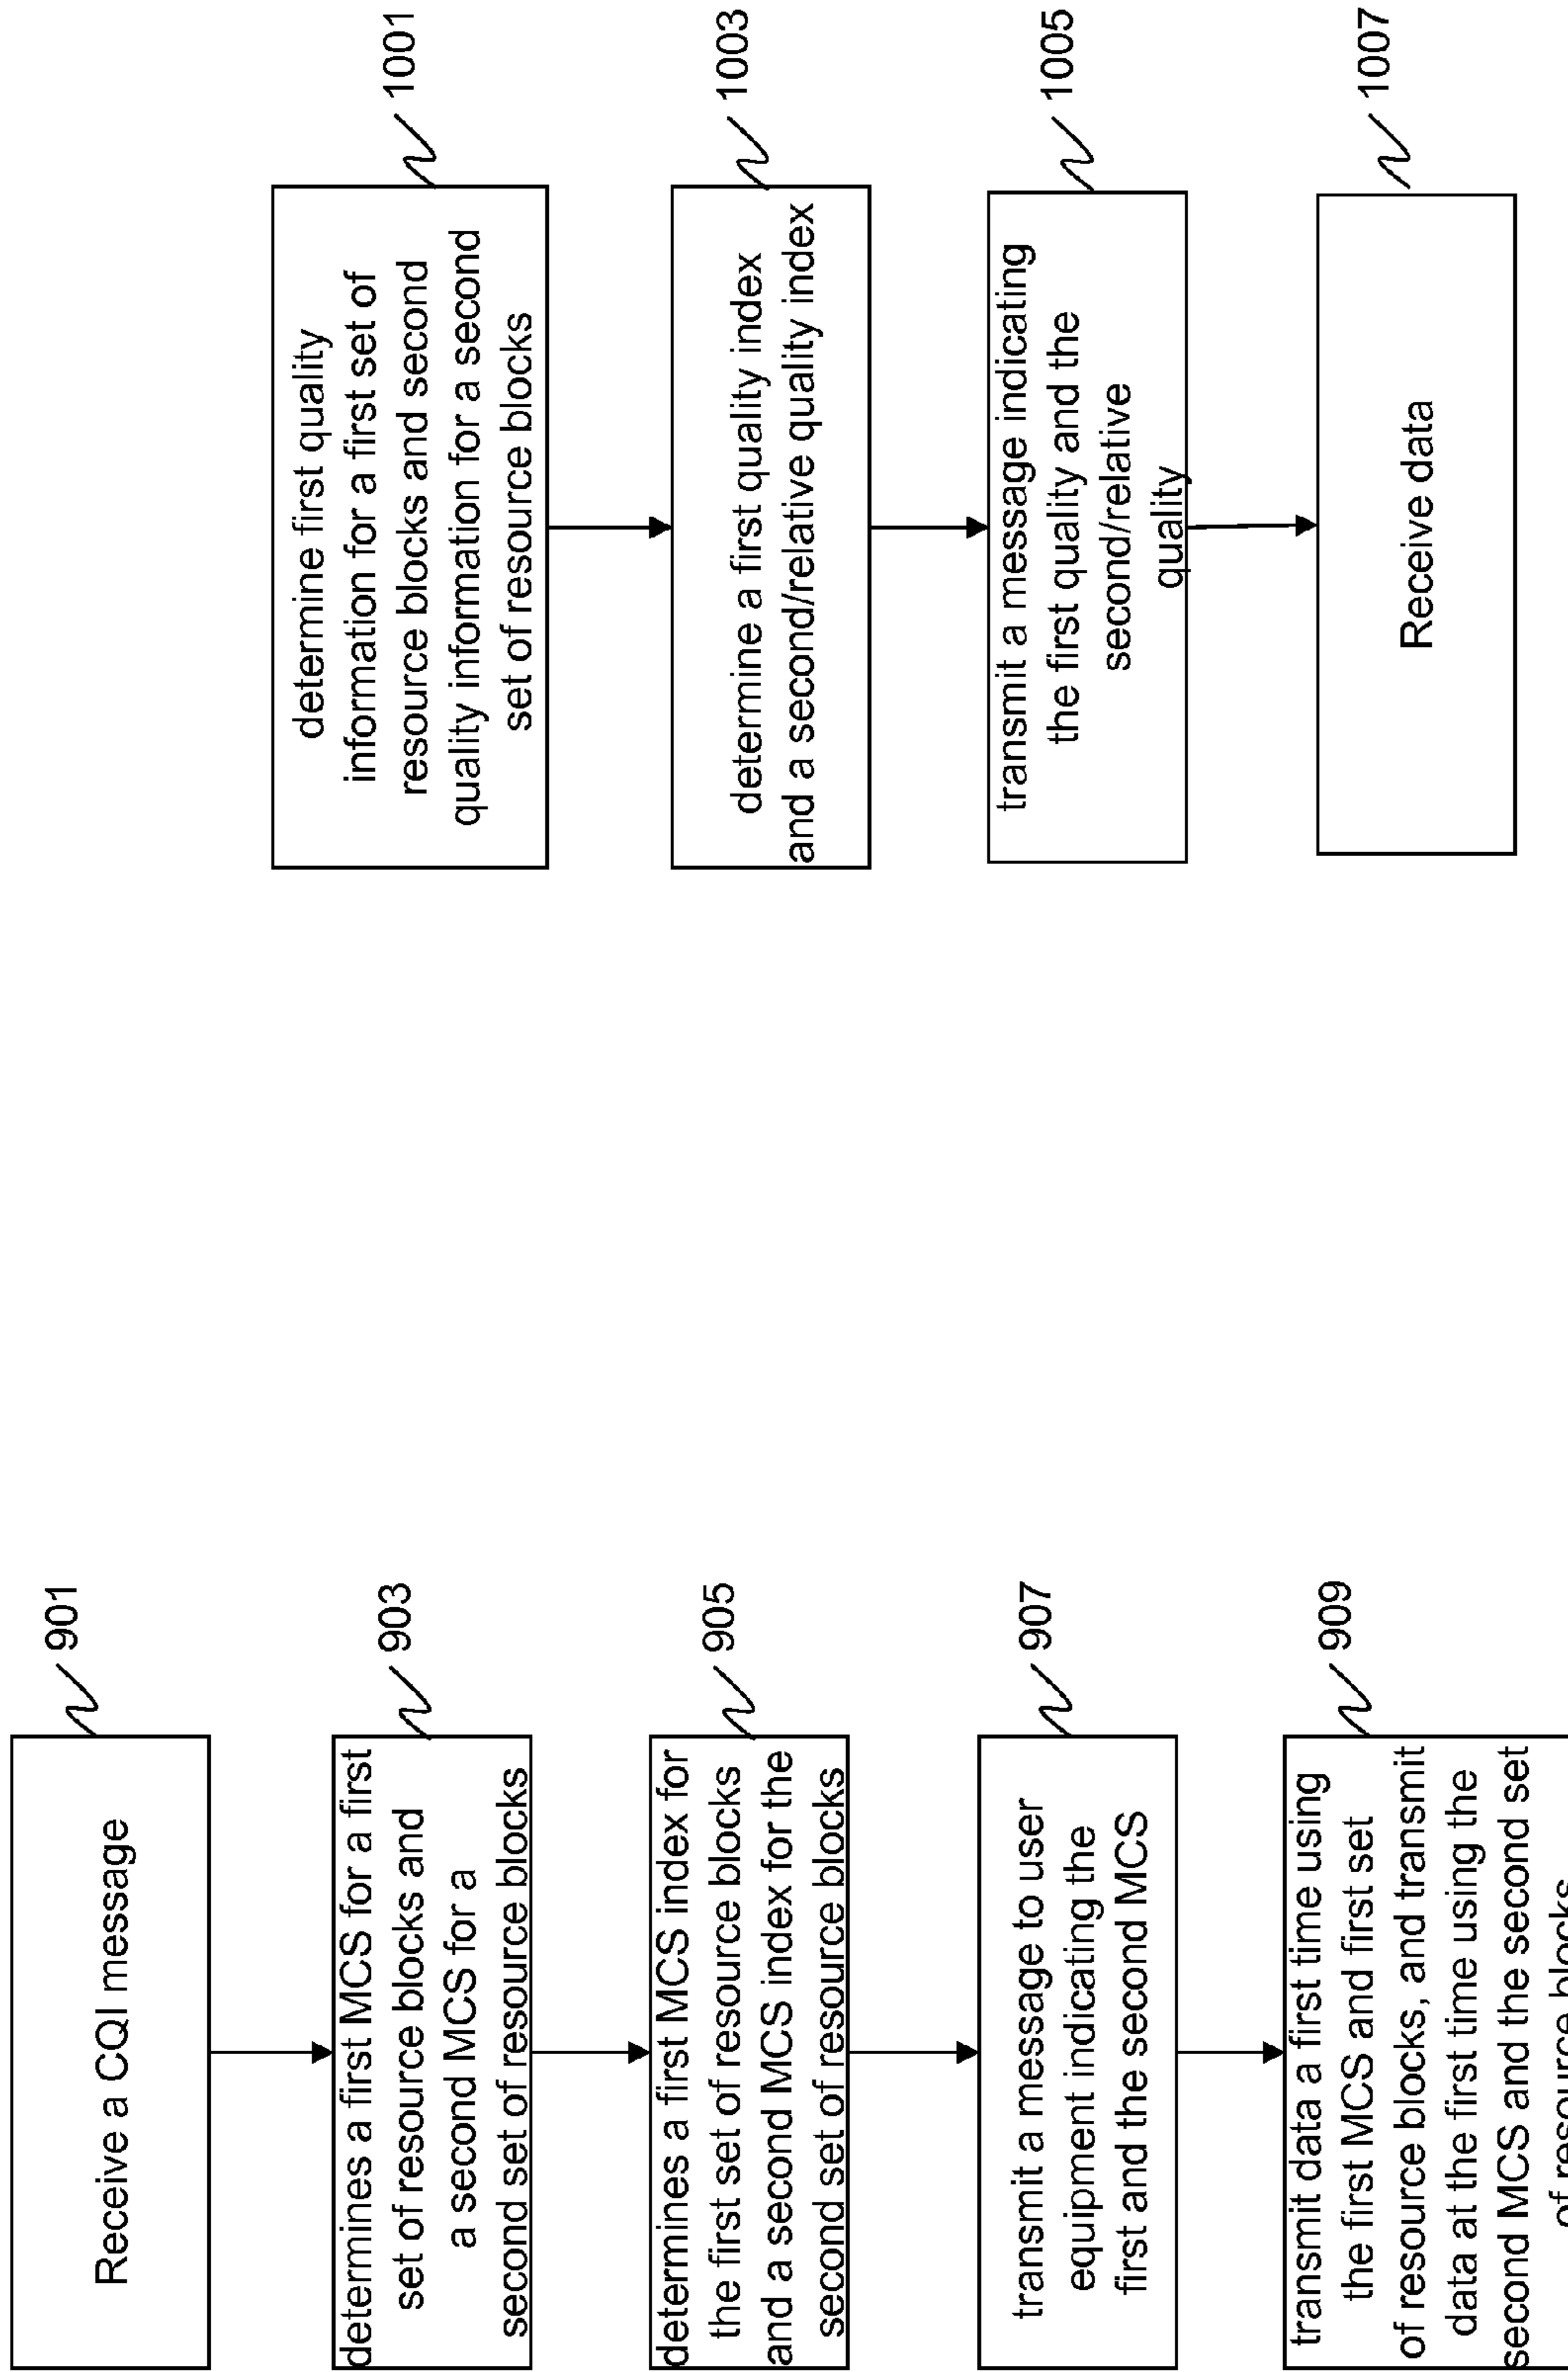 901
Receive a CQI message
903
determines a first MCS for a first
set of resource blocks and
a second MCS for a
second set of resource blocks
905
determines a first MCS index for
the first set of resource blocks
and a second MCS index for the
second set of resource blocks
907
transmit a message to user
equipment indicating the
first and the second MCS
909
transmit data a first time using
the first MCS and first set
of resource blocks, and transmit
data at the first time using the
second MCS and the second set
of resource blocks
1001
determine first quality
information for a first set of
resource blocks and second
quality information for a second
set of resource blocks
1003
determine a first quality index
and a second/relative quality index
1005
transmit a message indicating
the first quality and the
second/relative
quality
1007
Receive data